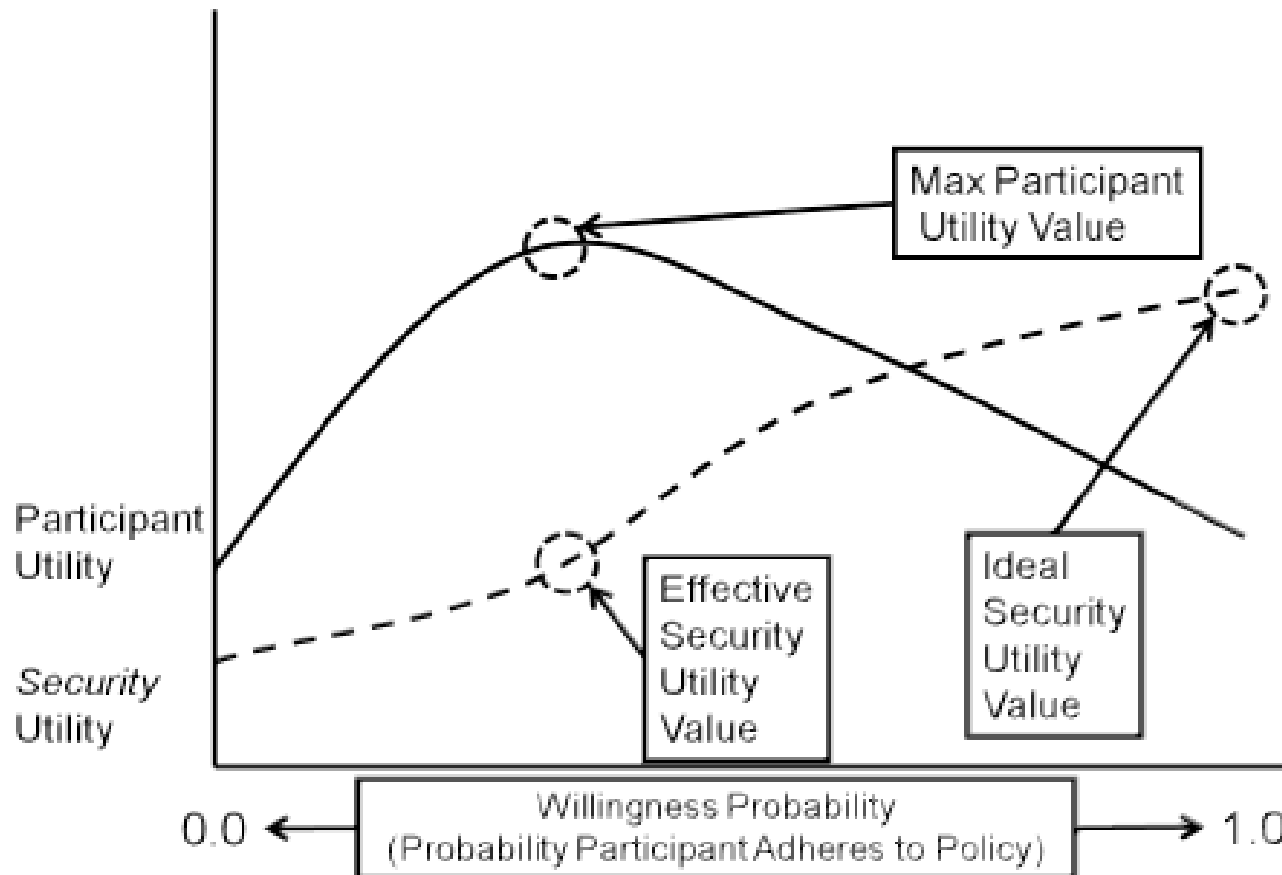 Max Participant
Utility Value
Participant
Utility
Security
Utility
Effective
Security
Utility
Value
Ideal
Security
Utility
Value
0.0
Willingness Probability
(Probability Participant Adheres to Policy)
1.0